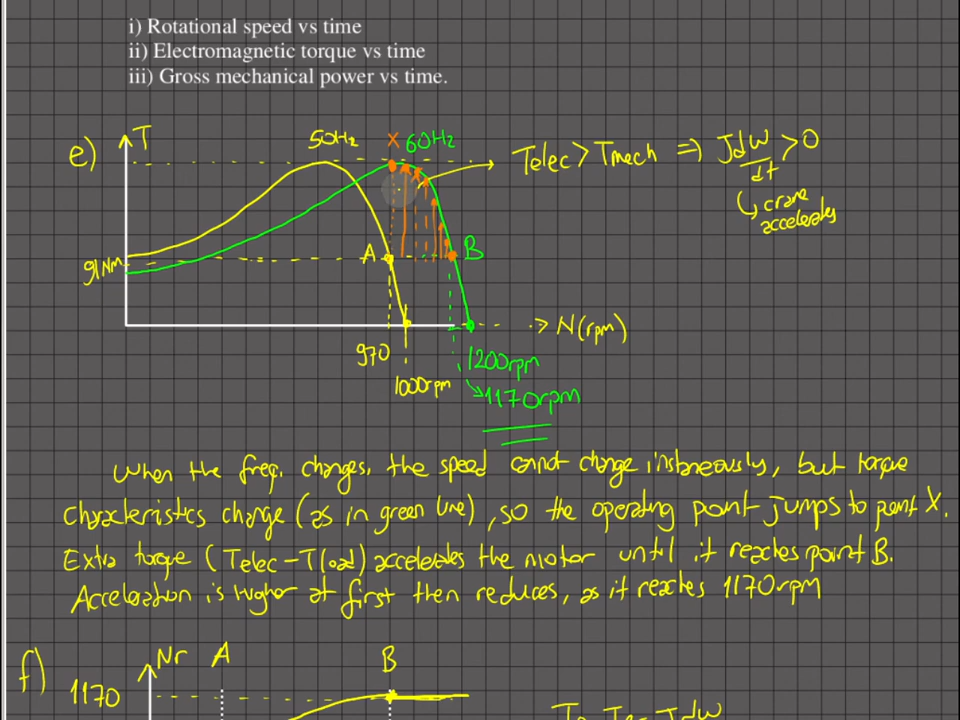 i) Rotational speed vs time
ii) Electromagnetic torque vs time
iii) Gross mechanical power vs time.
e) T 50Hz X 60Hz Telec > Tmech ⇒ Jdw/dt > 0
↳ crane accelerates
91Nm A B
N(rpm)
970 1200rpm
1000rpm 1170rpm
When the freq. changes, the speed cannot change instaneously, but torque
characteristics change (as in green line), so the operating point jumps to point X.
Extra torque (Telec - Tload) accelerates the motor until it reaches point B.
Acceleration is higher at first then reduces, as it reaches 1170rpm
f) Nr A B
1170
Jdw